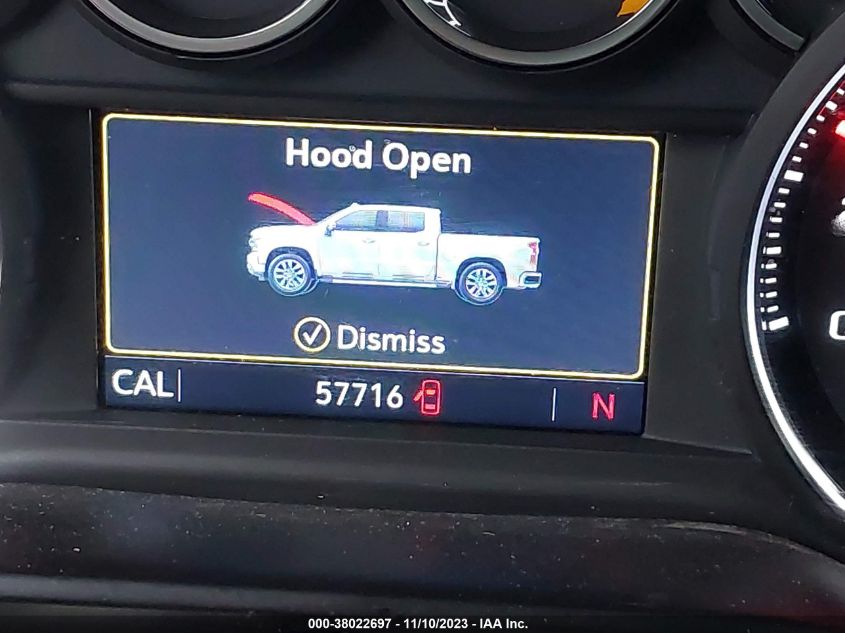 Hood Open
Dismiss
CAL 57716 N
000-38022697 - 11/10/2023 - IAA Inc.